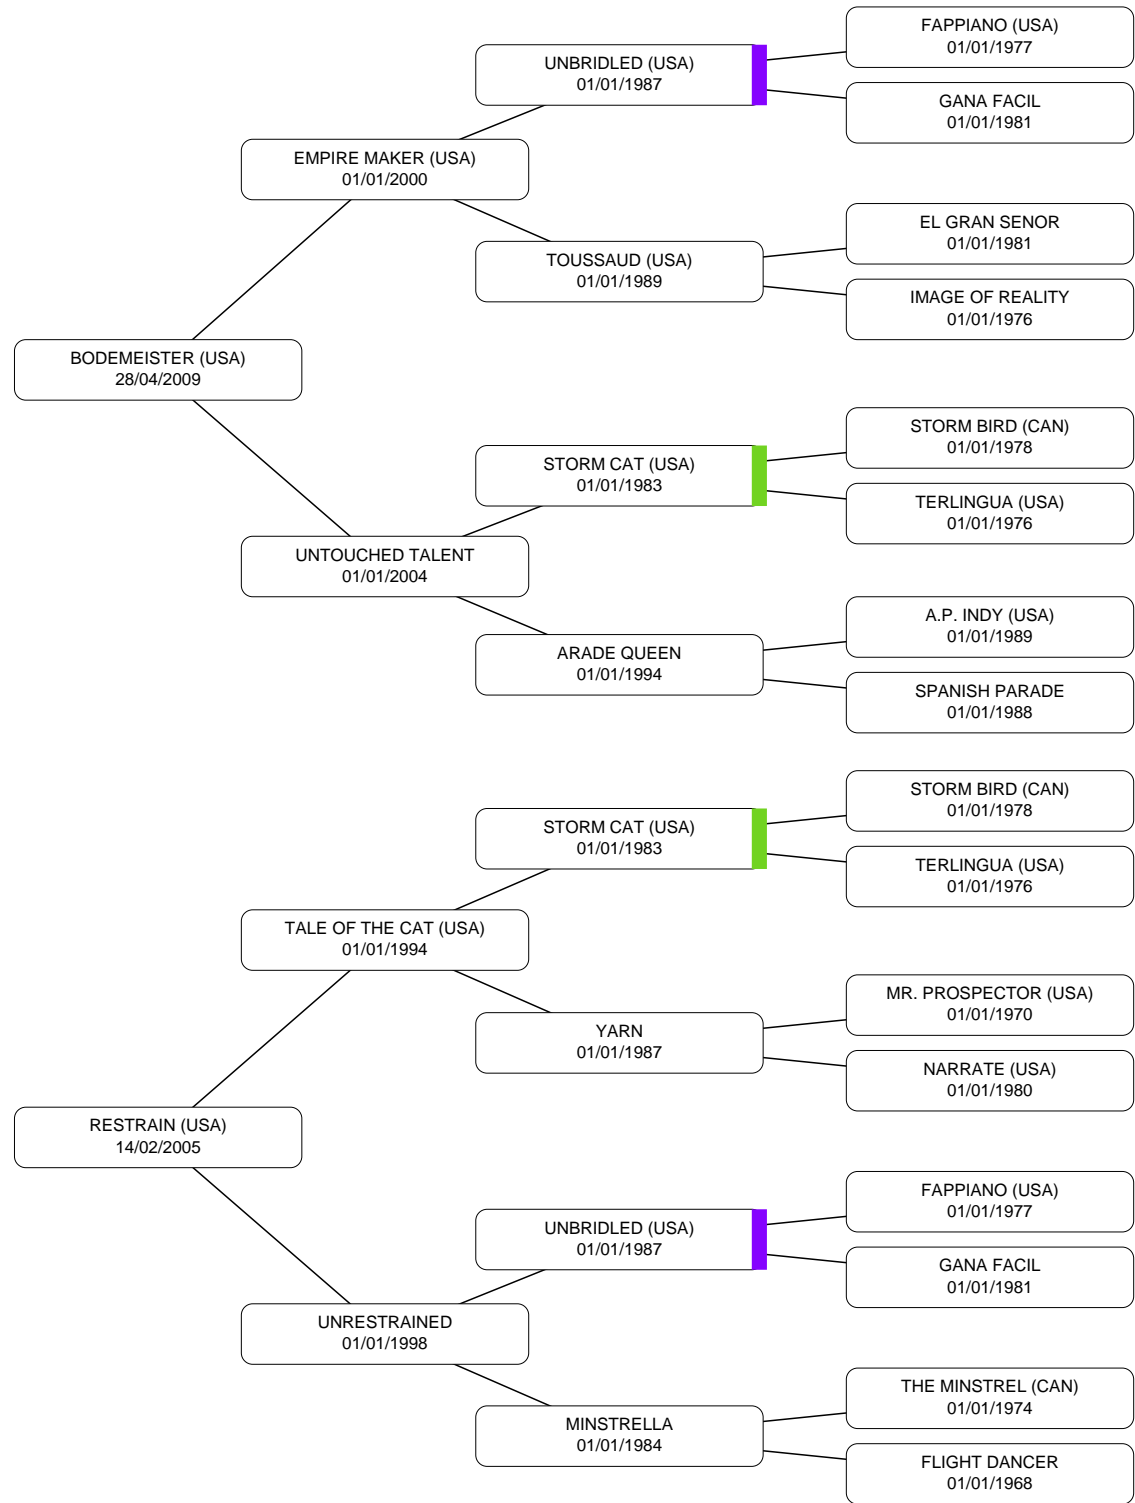 FAPPIANO (USA)
01/01/1977
UNBRIDLED (USA)
01/01/1987
GANA FACIL
01/01/1981
EMPIRE MAKER (USA)
01/01/2000
EL GRAN SENOR
01/01/1981
TOUSSAUD (USA)
01/01/1989
IMAGE OF REALITY
01/01/1976
BODEMEISTER (USA)
28/04/2009
STORM BIRD (CAN)
01/01/1978
STORM CAT (USA)
01/01/1983
TERLINGUA (USA)
01/01/1976
UNTOUCHED TALENT
01/01/2004
A.P. INDY (USA)
01/01/1989
ARADE QUEEN
01/01/1994
SPANISH PARADE
01/01/1988
STORM BIRD (CAN)
01/01/1978
STORM CAT (USA)
01/01/1983
TERLINGUA (USA)
01/01/1976
TALE OF THE CAT (USA)
01/01/1994
MR. PROSPECTOR (USA)
01/01/1970
YARN
01/01/1987
NARRATE (USA)
01/01/1980
RESTRAIN (USA)
14/02/2005
FAPPIANO (USA)
01/01/1977
UNBRIDLED (USA)
01/01/1987
GANA FACIL
01/01/1981
UNRESTRAINED
01/01/1998
THE MINSTREL (CAN)
01/01/1974
MINSTRELLA
01/01/1984
FLIGHT DANCER
01/01/1968